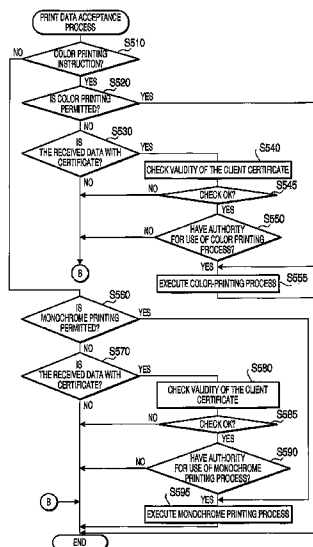 PRINT DATA ACCEPTANCE
PROCESS
S510
COLOR PRINTING
INSTRUCTION?
NO
YES
S520
IS COLOR PRINTING
PERMITTED?
YES
NO
S530
IS
THE RECEIVED DATA WITH
CERTIFICATE?
YES
NO
S540
CHECK VALIDITY OF THE CLIENT CERTIFICATE
S545
CHECK OK?
NO
YES
S550
HAVE AUTHORITY
FOR USE OF COLOR PRINTING
PROCESS?
NO
YES
S555
EXECUTE COLOR-PRINTING PROCESS
B
S560
IS
MONOCHROME PRINTING
PERMITTED?
YES
NO
S570
IS
THE RECEIVED DATA WITH
CERTIFICATE?
YES
NO
S580
CHECK VALIDITY OF THE CLIENT
CERTIFICATE
S585
CHECK OK?
NO
YES
S590
HAVE AUTHORITY
FOR USE OF MONOCHROME
PRINTING PROCESS?
NO
YES
S595
EXECUTE MONOCHROME PRINTING PROCESS
B
END